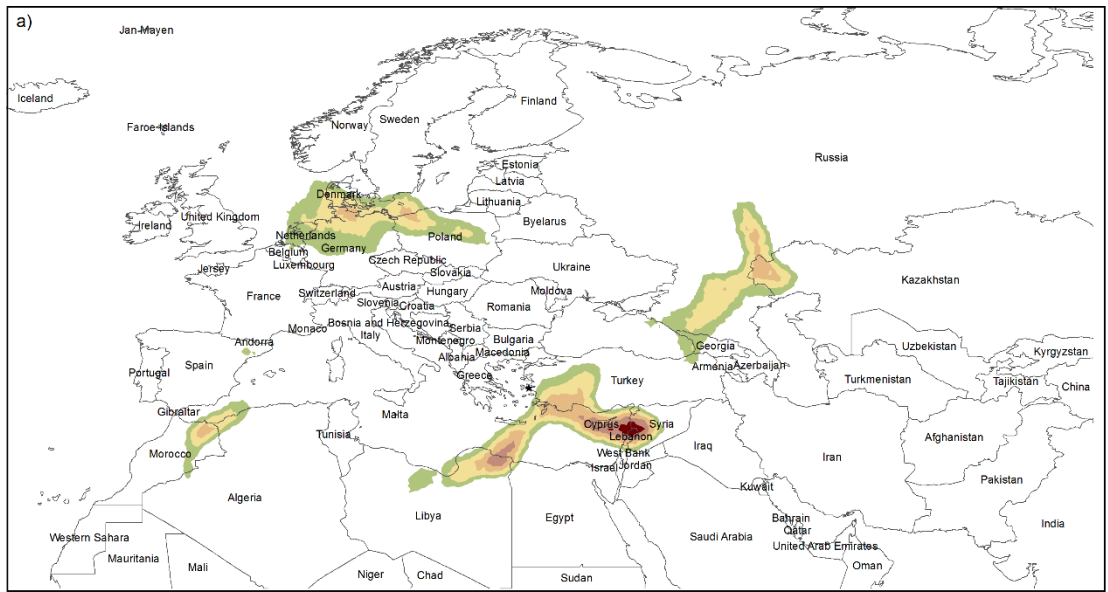 a)
Jan-Mayen
Iceland
Finland
Sweden
Norway
Faroe-Islands
Russia
Estonia
Latvia
Denmark
Lithuania
United Kingdom
Byelarus
Ireland
Netherlands
Poland
Germany
Belgium
Czech Republic
Luxembourg
Ukraine
Jersey
Slovakia
Kazakhstan
Austria
Hungary
Moldova
France
Switzerland
Slovenia
Croatia
Romania
Bosnia and Herzegovina
Monaco
Serbia
Italy
Bulgaria
Montenegro
Andorra
Georgia
Uzbekistan
Macedonia
Kyrgyzstan
Albania
Spain
Armenia
Azerbaijan
Portugal
Greece
Turkey
Turkmenistan
Tajikistan
China
Gibraltar
Malta
Cyprus
Syria
Tunisia
Lebanon
Afghanistan
Iraq
Morocco
West Bank
Iran
Israel
Jordan
Pakistan
Kuwait
Algeria
Libya
Egypt
Bahrain
India
Qatar
Western Sahara
Saudi Arabia
United Arab Emirates
Mauritania
Oman
Mali
Niger
Chad
Sudan